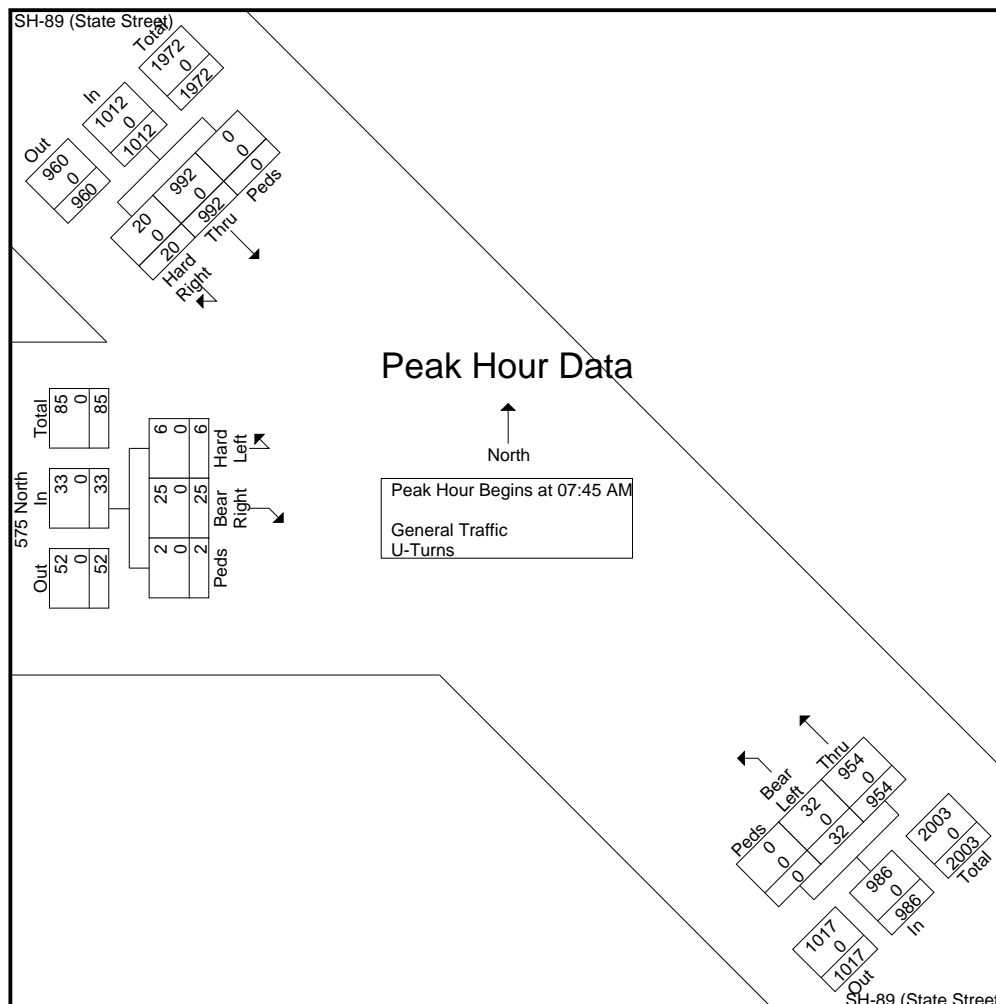 SH-89 (State Street)
Out
960
0
960
In
1012
0
1012
Total
1972
0
1972
20
0
20
992
0
992
0
0
0
Hard
Right
Thru
Peds
575 North
Total
85
0
85
In
33
0
33
Out
52
0
52
6
0
6
Hard
Left
25
0
25
Bear
Right
2
0
2
Peds
Peak Hour Data
North
Peak Hour Begins at 07:45 AM
General Traffic
U-Turns
Peds
Bear
Left
Thru
0
0
0
32
0
32
954
0
954
1017
0
1017
Out
986
0
986
In
2003
0
2003
Total
SH-89 (State Street